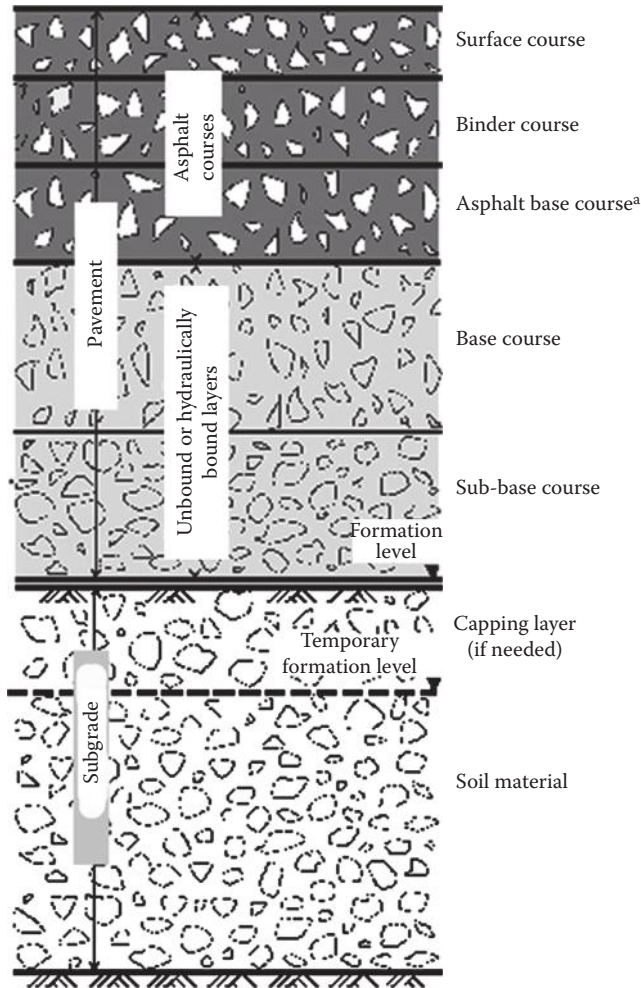 Surface course
Binder course
Asphalt
courses
Asphalt base courseᵃ
Pavement
Base course
Unbound or hydraulically
bound layers
Sub-base course
Formation
level
Capping layer
(if needed)
Temporary
formation level
Subgrade
Soil material